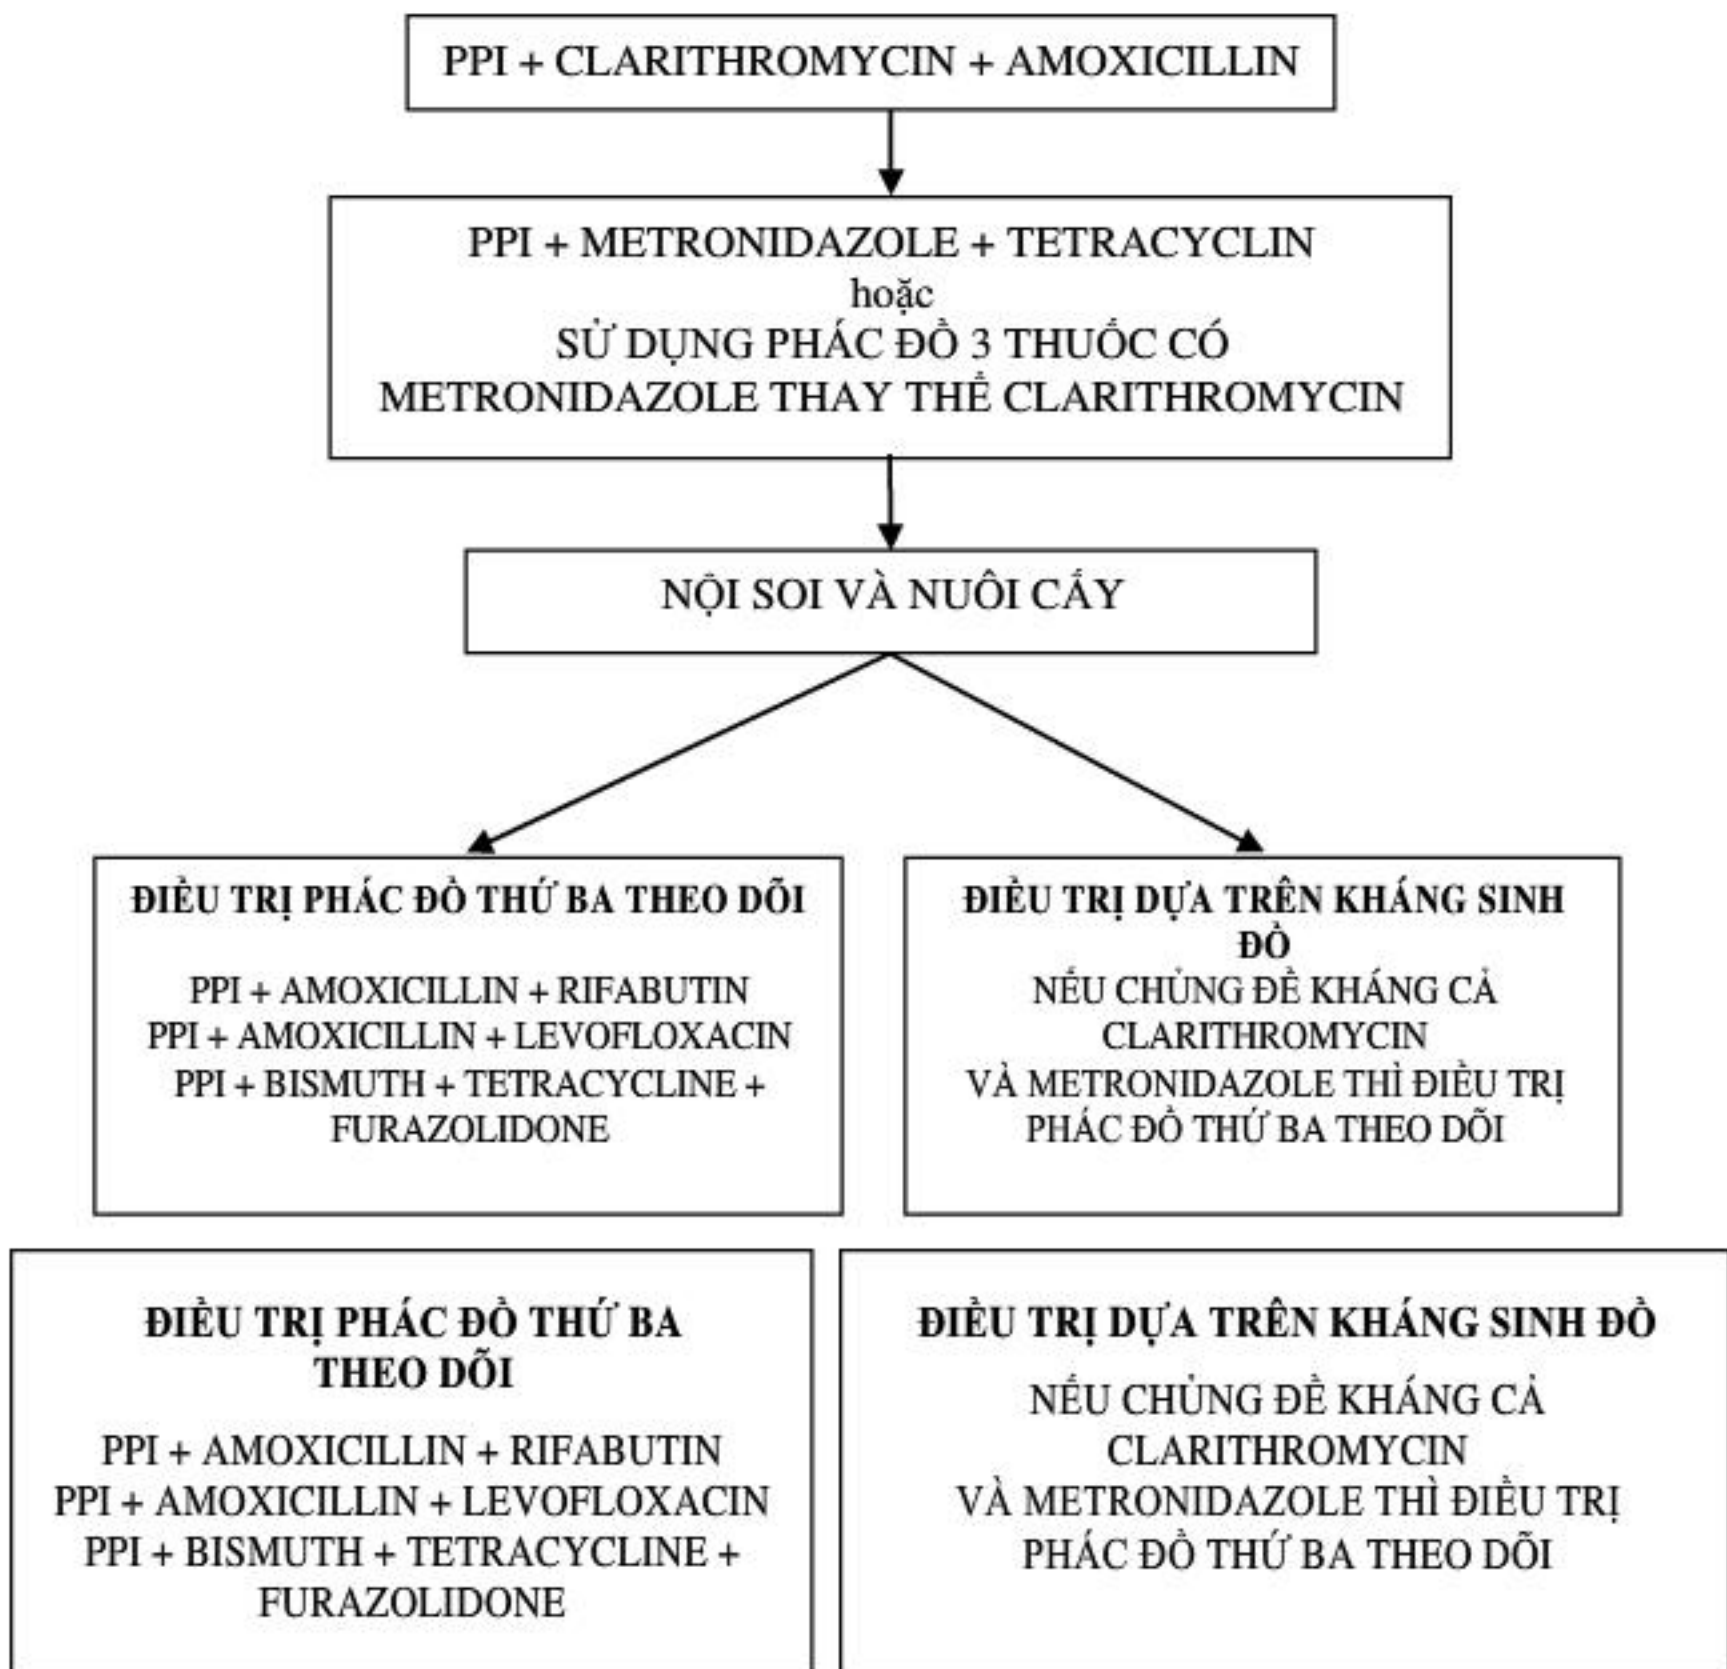 PPI + CLARITHROMYCIN + AMOXICILLIN
PPI + METRONIDAZOLE + TETRACYCLIN
hoặc
SỬ DỤNG PHÁC ĐỒ 3 THUỐC CÓ
METRONIDAZOLE THAY THẾ CLARITHROMYCIN
NỘI SOI VÀ NUÔI CẤY
ĐIỀU TRỊ PHÁC ĐỒ THỨ BA THEO DÕI
PPI + AMOXICILLIN + RIFABUTIN
PPI + AMOXICILLIN + LEVOFLOXACIN
PPI + BISMUTH + TETRACYCLINE +
FURAZOLIDONE
ĐIỀU TRỊ DỰA TRÊN KHÁNG SINH
ĐỒ
NẾU CHỦNG ĐỀ KHÁNG CẢ
CLARITHROMYCIN
VÀ METRONIDAZOLE THÌ ĐIỀU TRỊ
PHÁC ĐỒ THỨ BA THEO DÕI
ĐIỀU TRỊ PHÁC ĐỒ THỨ BA
THEO DÕI
PPI + AMOXICILLIN + RIFABUTIN
PPI + AMOXICILLIN + LEVOFLOXACIN
PPI + BISMUTH + TETRACYCLINE +
FURAZOLIDONE
ĐIỀU TRỊ DỰA TRÊN KHÁNG SINH ĐỒ
NẾU CHỦNG ĐỀ KHÁNG CẢ
CLARITHROMYCIN
VÀ METRONIDAZOLE THÌ ĐIỀU TRỊ
PHÁC ĐỒ THỨ BA THEO DÕI